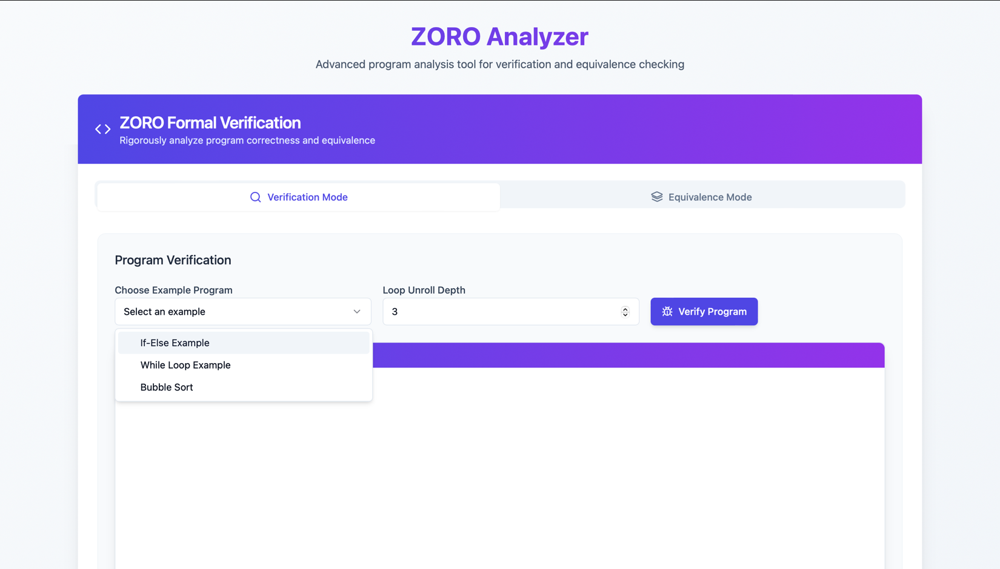 ZORO Analyzer
Advanced program analysis tool for verification and equivalence checking
ZORO Formal Verification
Rigorously analyze program correctness and equivalence
Verification Mode
Equivalence Mode
Program Verification
Choose Example Program
Loop Unroll Depth
Select an example
3
Verify Program
If-Else Example
While Loop Example
Bubble Sort